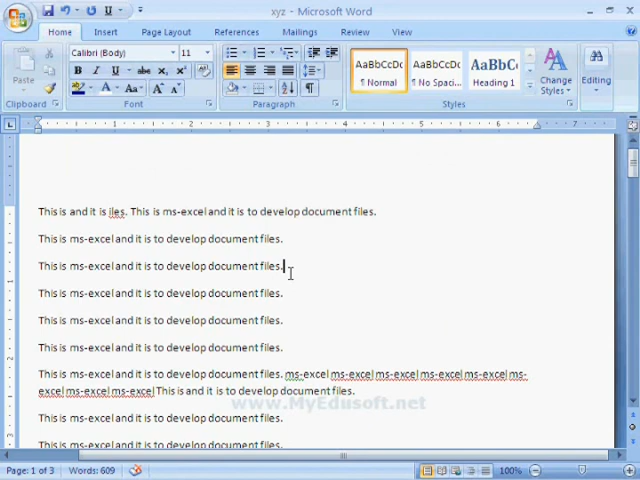 xyz - Microsoft Word
Home Insert Page Layout References Mailings Review View
Calibri (Body) 11
AaBbCcDc AaBbCcDc AaBbC
Paste ¶ Normal ¶ No Spaci... Heading 1 Change Styles Editing
Clipboard Font Paragraph Styles
This is and it is iles. This is ms-excel and it is to develop document files.
This is ms-excel and it is to develop document files.
This is ms-excel and it is to develop document files.
This is ms-excel and it is to develop document files.
This is ms-excel and it is to develop document files.
This is ms-excel and it is to develop document files.
This is ms-excel and it is to develop document files. ms-excel ms-excel ms-excel ms-excel ms-excel ms-
excel ms-excel ms-excel This is and it is to develop document files.
www.MyEdusoft.net
This is ms-excel and it is to develop document files.
This is ms-excel and it is to develop document files.
Page: 1 of 3 Words: 609 100%